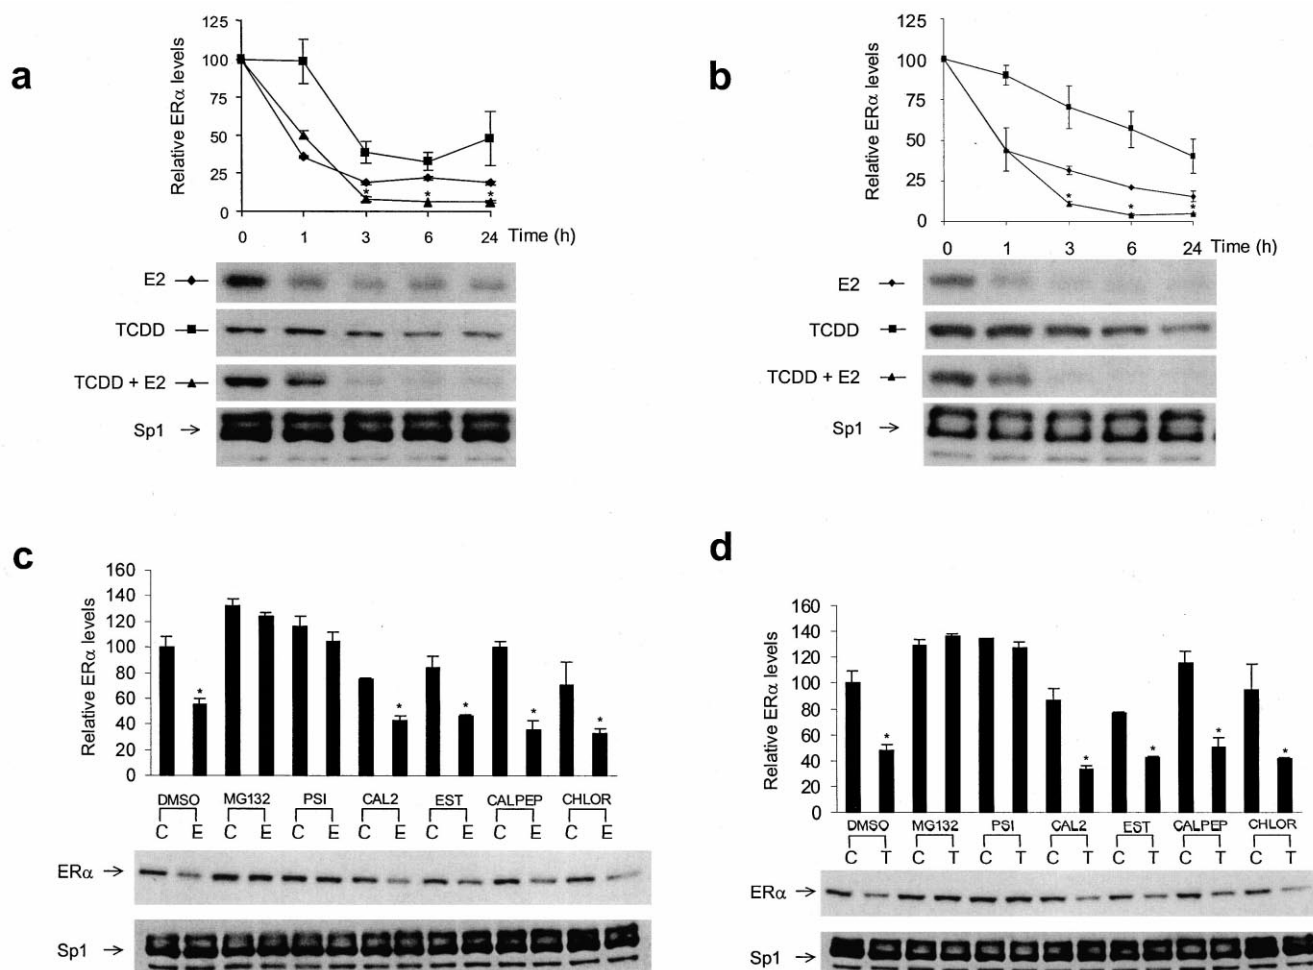 a
Relative ERα levels
125
100
75
50
25
0
* * *
0 1 3 6 24 Time (h)
E2
TCDD
TCDD + E2
Sp1 →
b
Relative ERα levels
125
100
75
50
25
0
* * *
0 1 3 6 24 Time (h)
E2
TCDD
TCDD + E2
Sp1 →
c
Relative ERα levels
160
140
120
100
80
60
40
20
0
* * * * *
DMSO MG132 PSI CAL2 EST CALPEP CHLOR
C E C E C E C E C E C E C E
ERα →
Sp1 →
d
Relative ERα levels
160
140
120
100
80
60
40
20
0
* * * * *
DMSO MG132 PSI CAL2 EST CALPEP CHLOR
C T C T C T C T C T C T C T
ERα →
Sp1 →